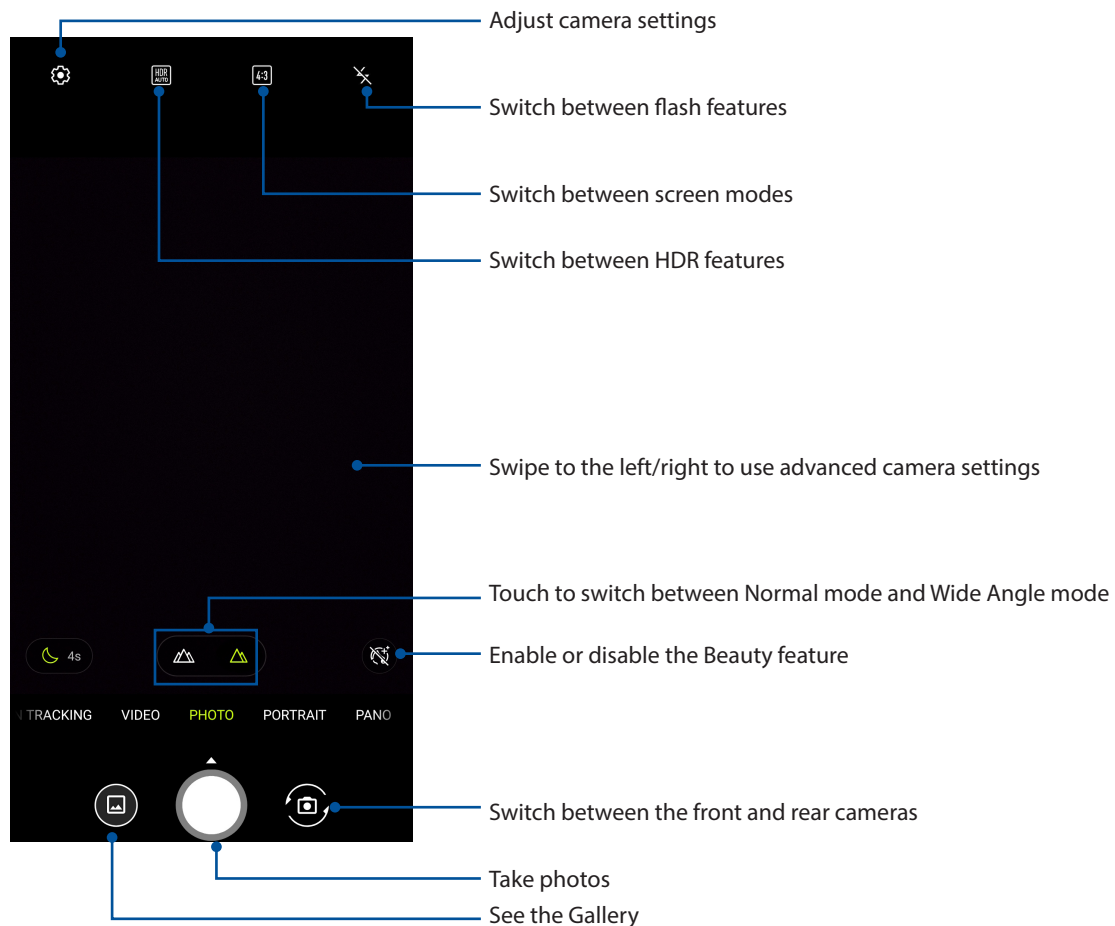 Adjust camera settings
HDR
AUTO
4:3
Switch between flash features
Switch between screen modes
Switch between HDR features
Swipe to the left/right to use advanced camera settings
Touch to switch between Normal mode and Wide Angle mode
4s
Enable or disable the Beauty feature
N TRACKING VIDEO PHOTO PORTRAIT PANO
Switch between the front and rear cameras
Take photos
See the Gallery